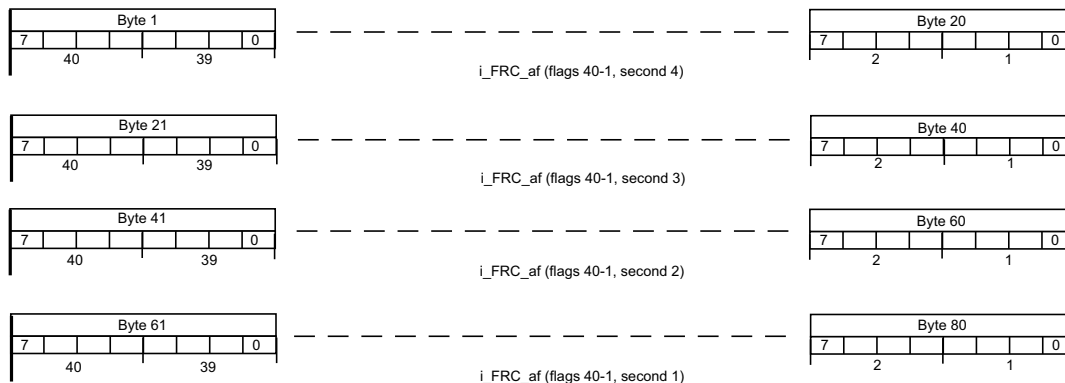 Byte 1 Byte 20
7 0 7 0
40 39 2 1
i_FRC_af (flags 40-1, second 4)
Byte 21 Byte 40
7 0 7 0
40 39 2 1
i_FRC_af (flags 40-1, second 3)
Byte 41 Byte 60
7 0 7 0
40 39 2 1
i_FRC_af (flags 40-1, second 2)
Byte 61 Byte 80
7 0 7 0
40 39 2 1
i_FRC_af (flags 40-1, second 1)